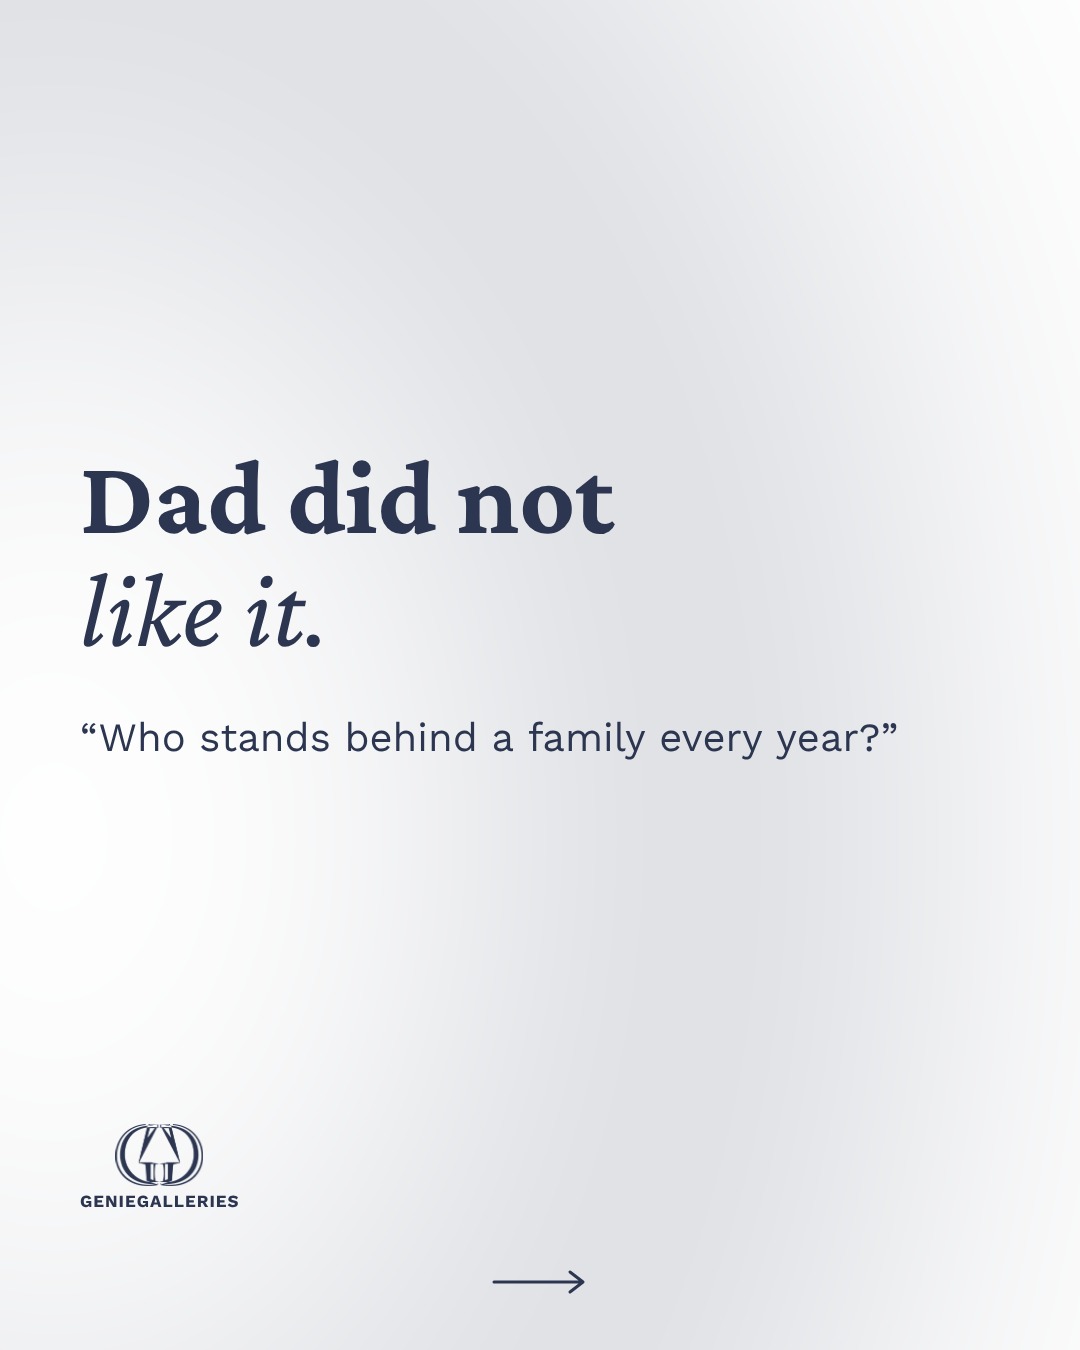 Dad did not
like it.
“Who stands behind a family every year?”
GENIEGALLERIES